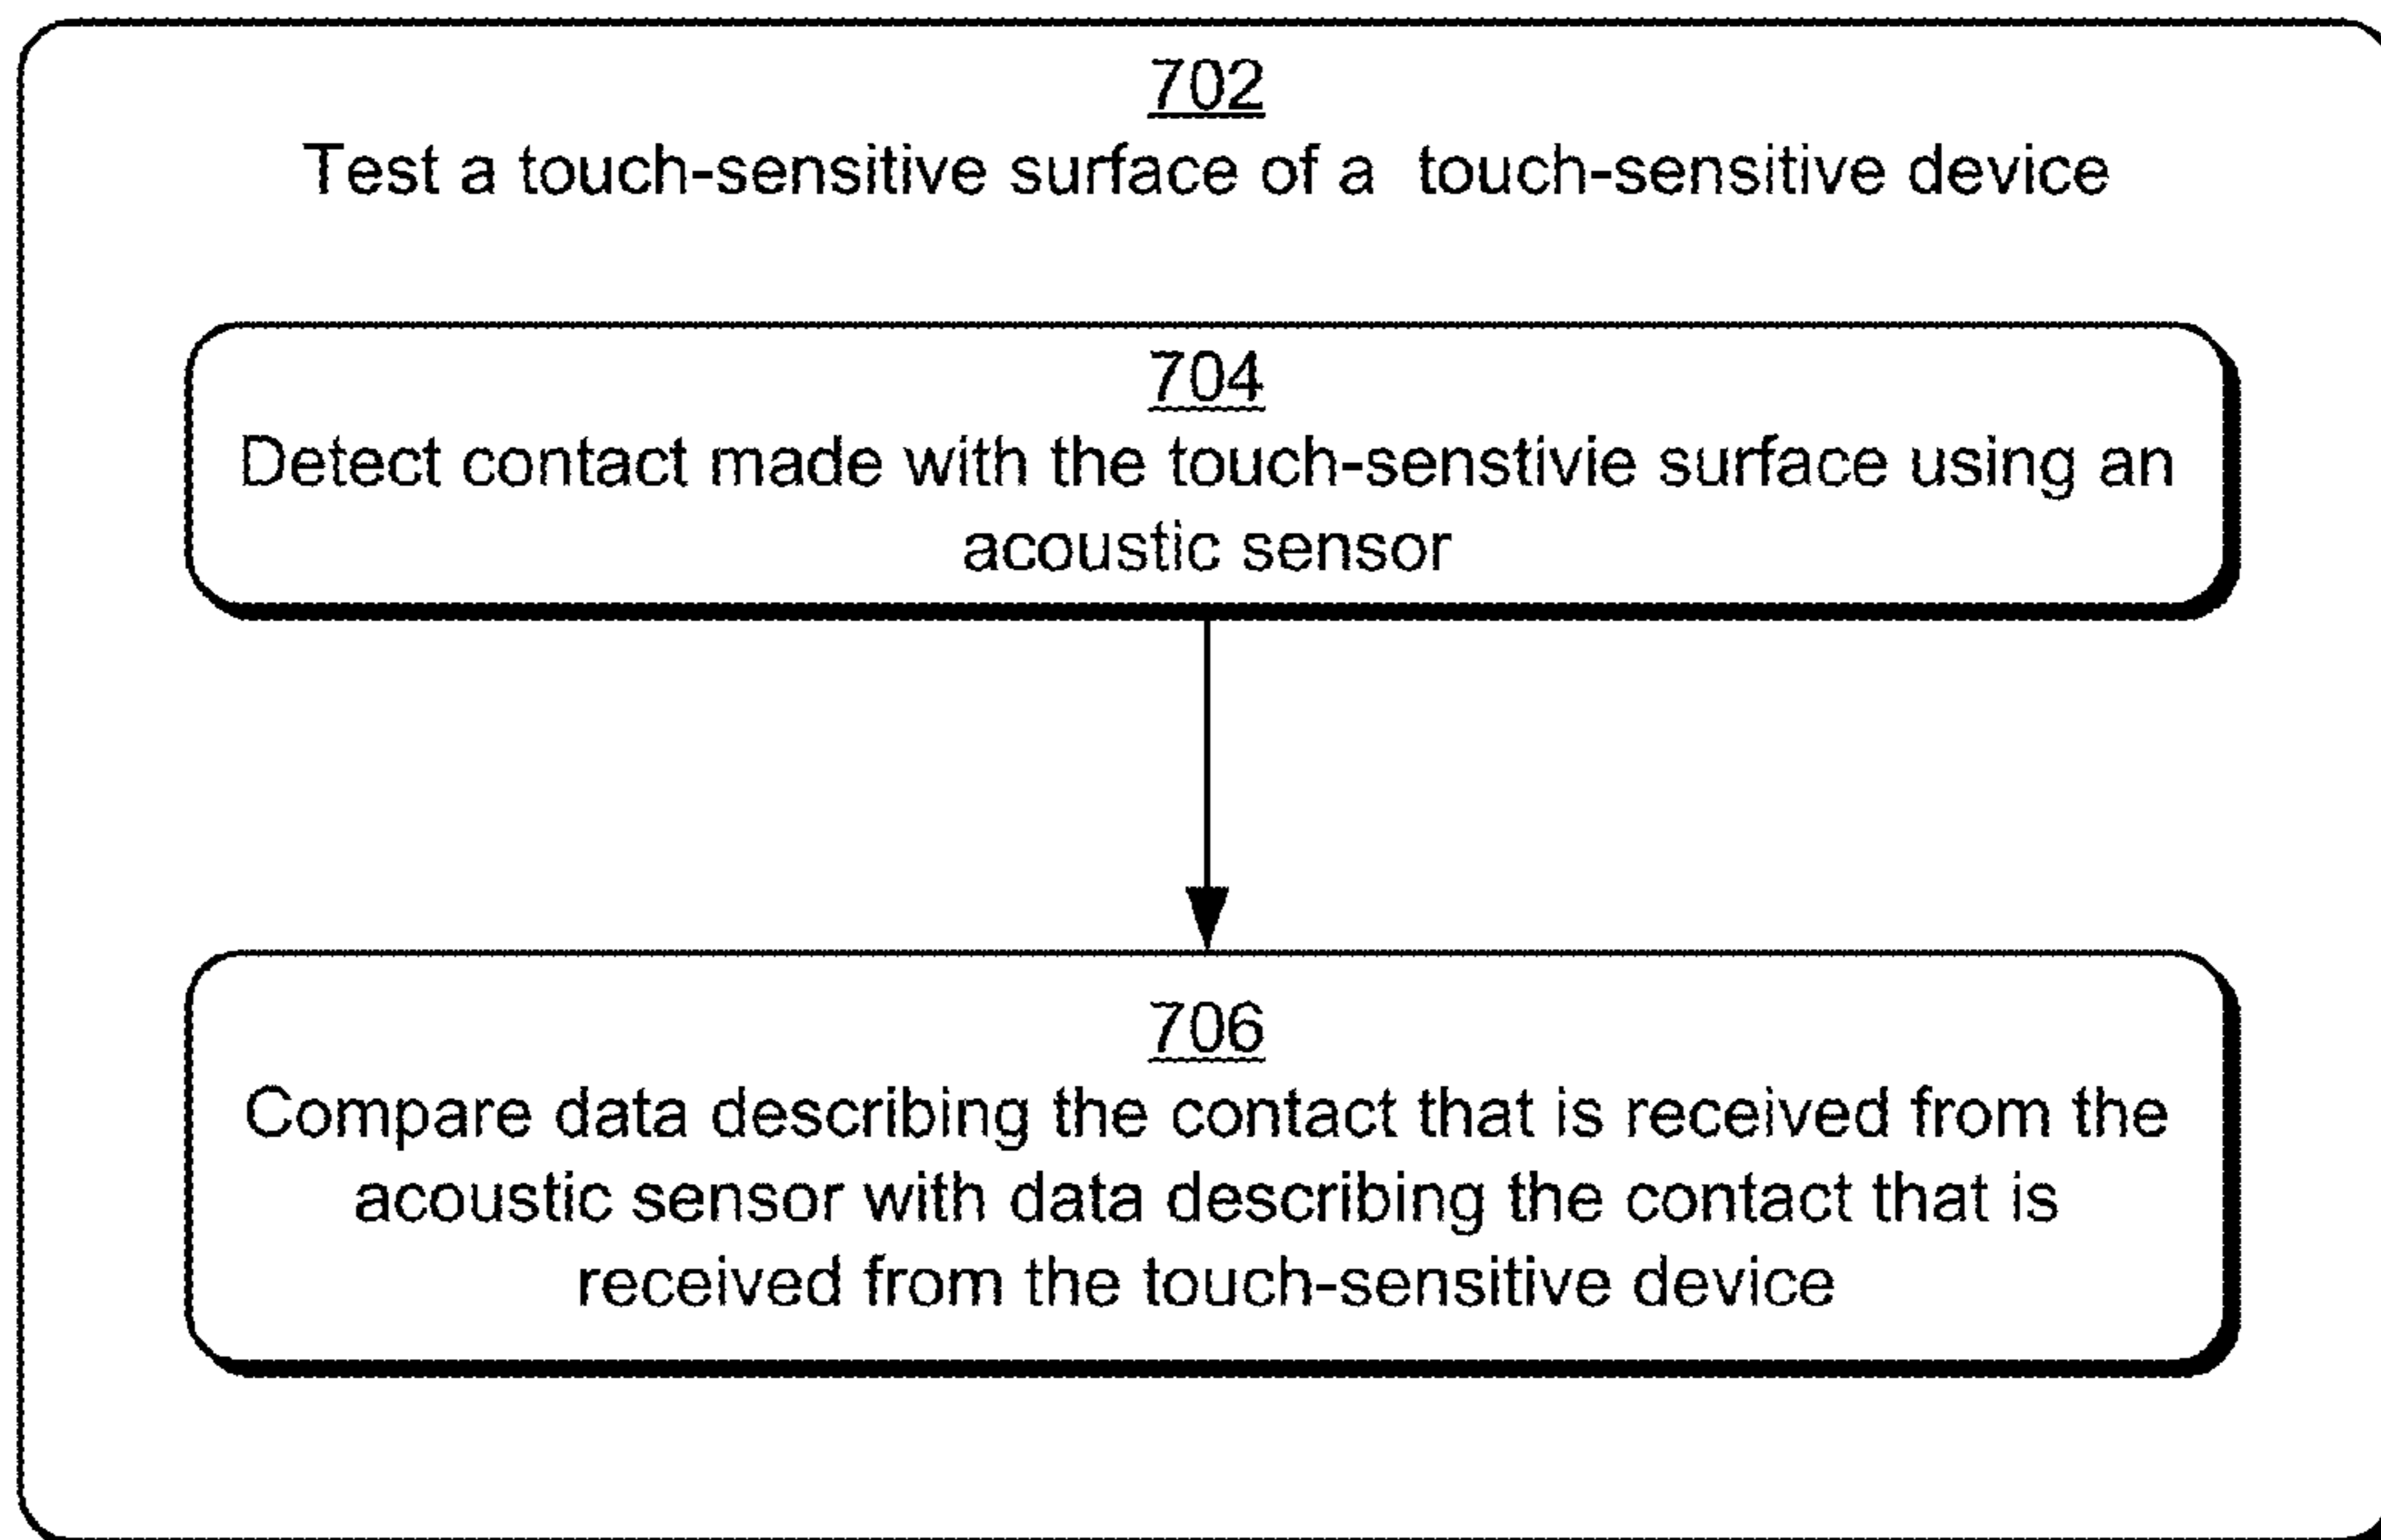 702
Test a touch-sensitive surface of a touch-sensitive device
704
Detect contact made with the touch-senstivie surface using an
acoustic sensor
706
Compare data describing the contact that is received from the
acoustic sensor with data describing the contact that is
received from the touch-sensitive device